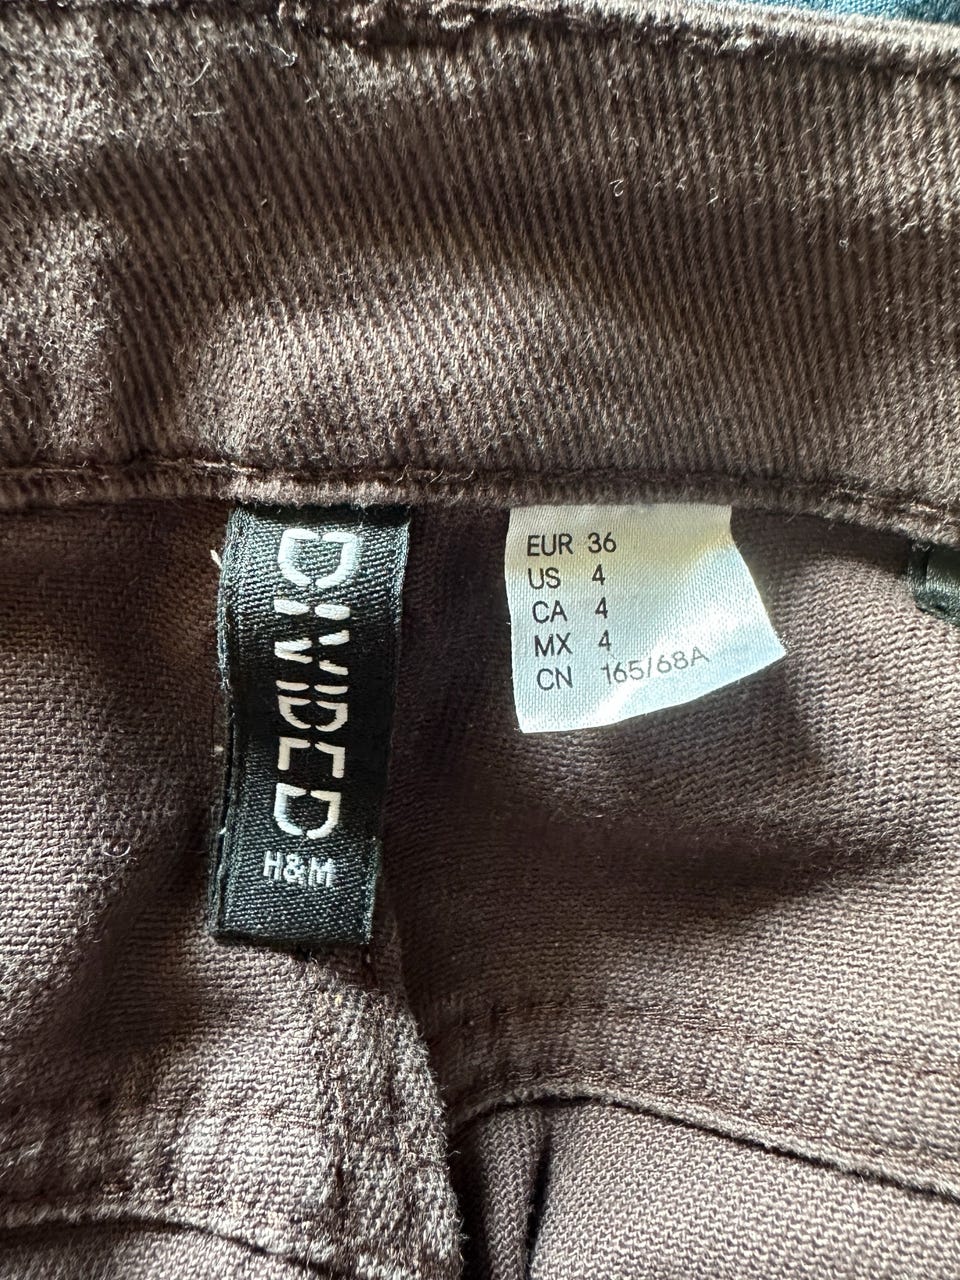 DIVIDED
H&M
EUR 36
US 4
CA 4
MX 4
CN 165/68A